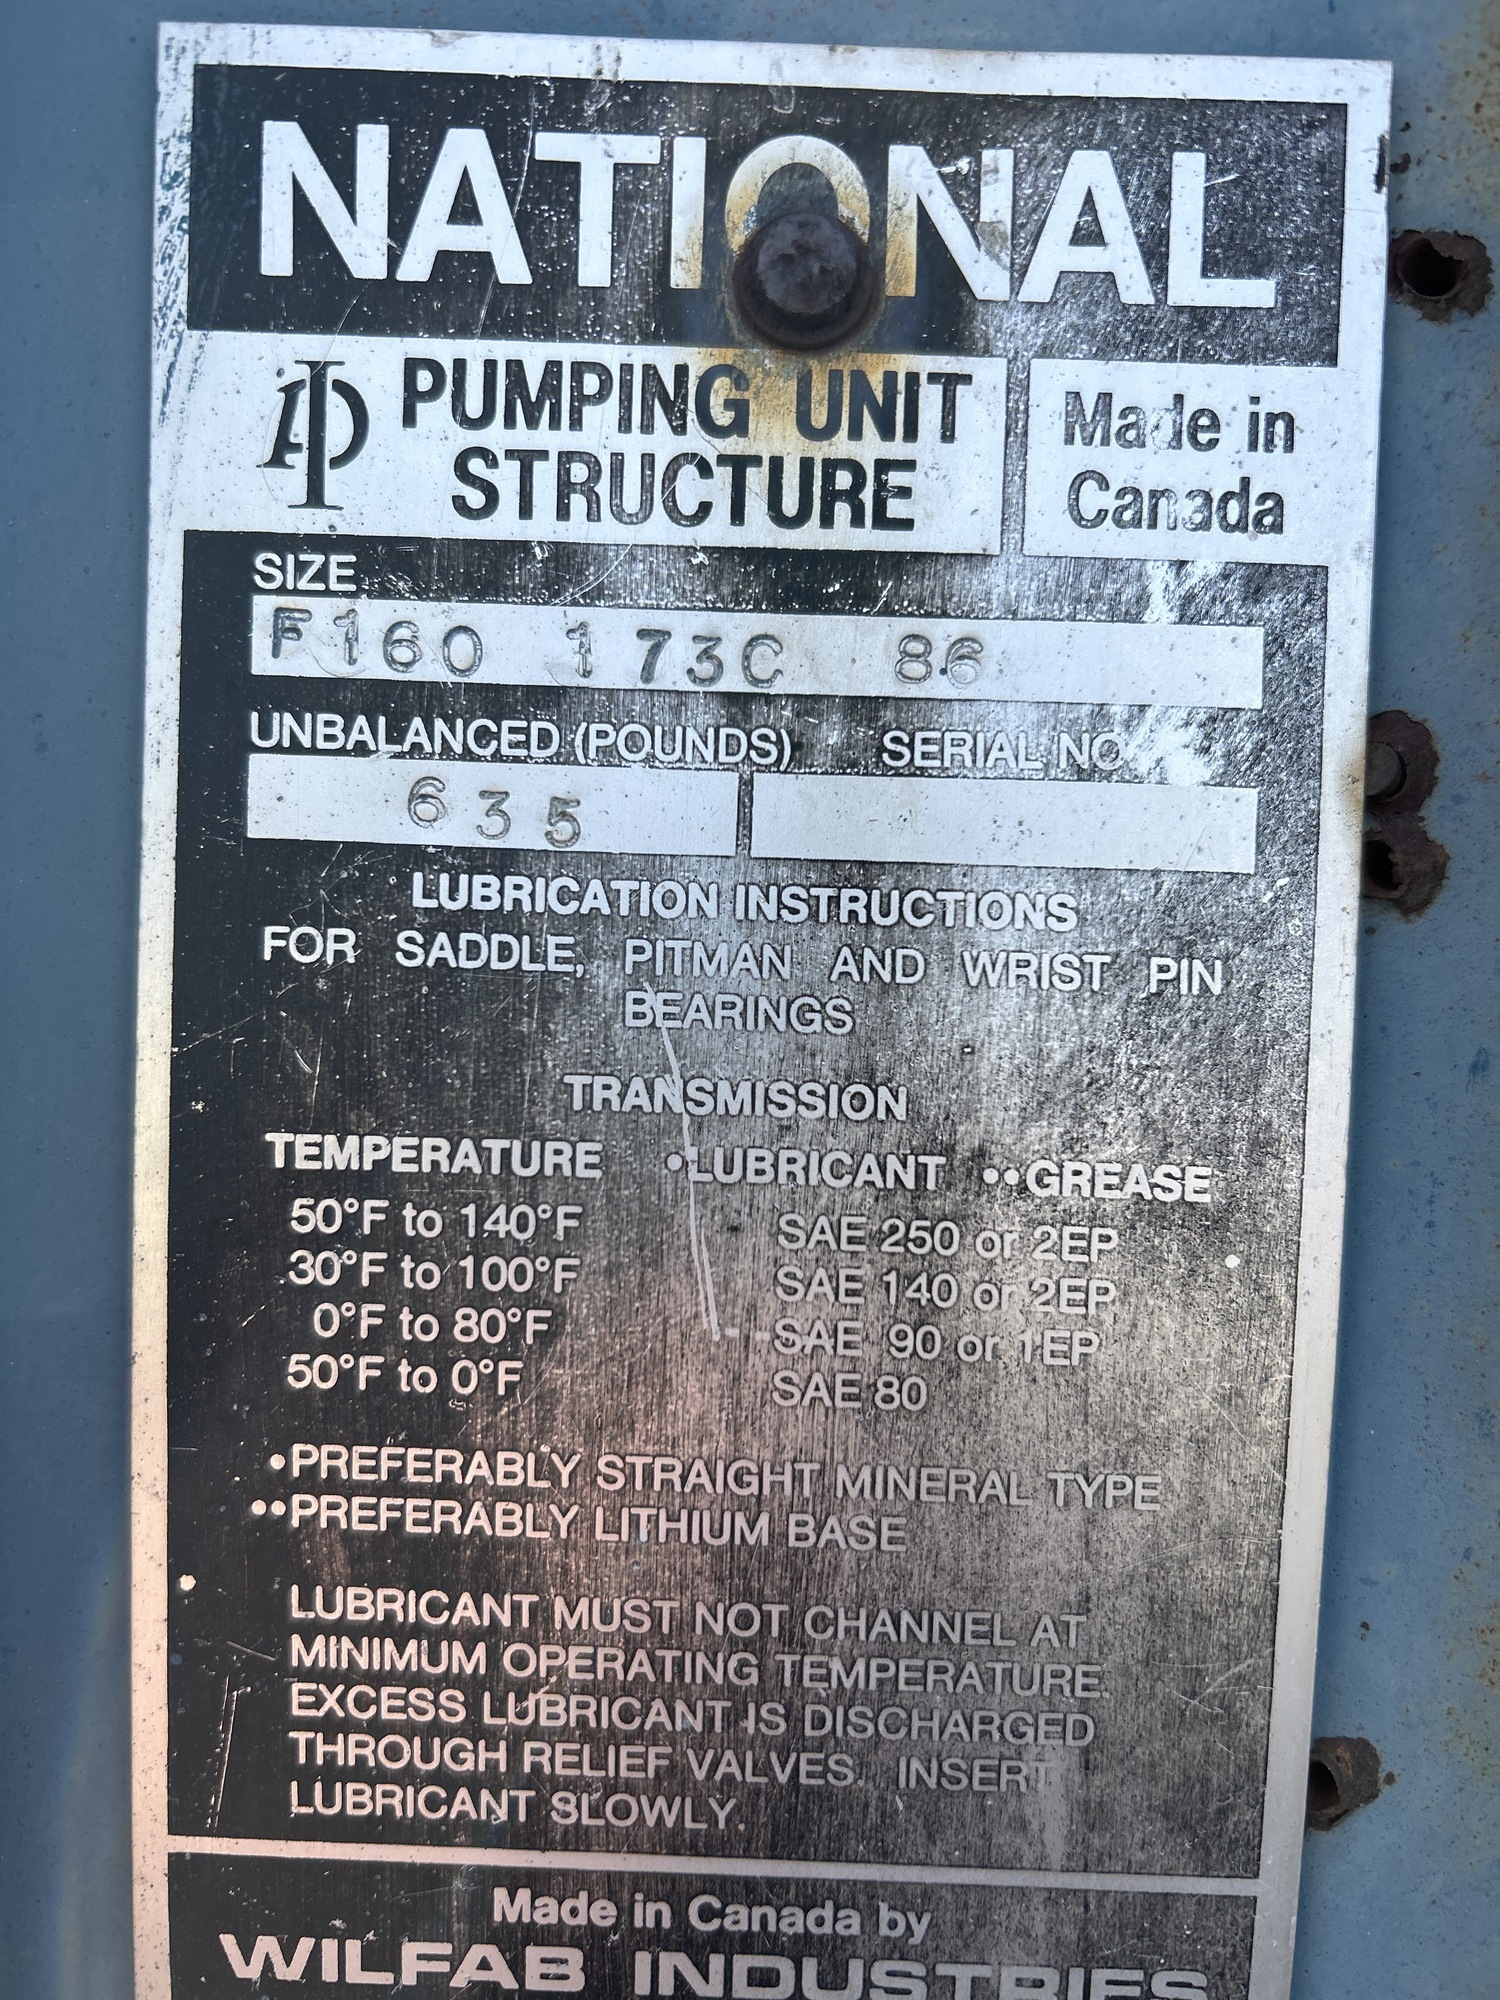 NATIONAL
API PUMPING UNIT
STRUCTURE
Made in
Canada
SIZE
F160 173C 86
UNBALANCED (POUNDS) SERIAL NO.
635
LUBRICATION INSTRUCTIONS
FOR SADDLE, PITMAN AND WRIST PIN
BEARINGS
TRANSMISSION
TEMPERATURE •LUBRICANT ••GREASE
50°F to 140°F SAE 250 or 2EP
30°F to 100°F SAE 140 or 2EP
0°F to 80°F SAE 90 or 1EP
50°F to 0°F SAE 80
•PREFERABLY STRAIGHT MINERAL TYPE
••PREFERABLY LITHIUM BASE
LUBRICANT MUST NOT CHANNEL AT
MINIMUM OPERATING TEMPERATURE.
EXCESS LUBRICANT IS DISCHARGED
THROUGH RELIEF VALVES. INSERT
LUBRICANT SLOWLY.
Made in Canada by
WILFAB INDUSTRIES